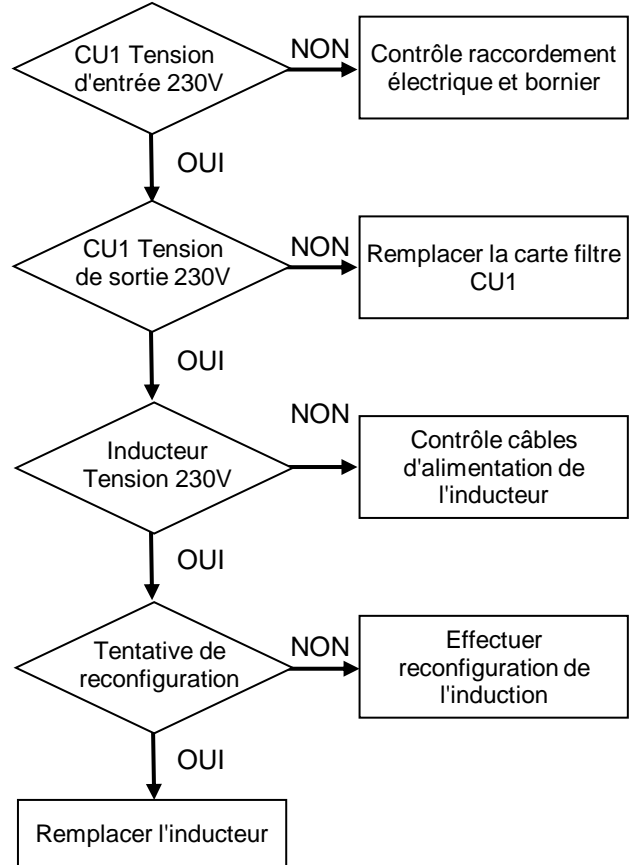 CU1 Tension
d'entrée 230V
NON
Contrôle raccordement
électrique et bornier
OUI
CU1 Tension
de sortie 230V
NON
Remplacer la carte filtre
CU1
OUI
Inducteur
Tension 230V
NON
Contrôle câbles
d'alimentation de
l'inducteur
OUI
Tentative de
reconfiguration
NON
Effectuer
reconfiguration de
l'induction
OUI
Remplacer l'inducteur